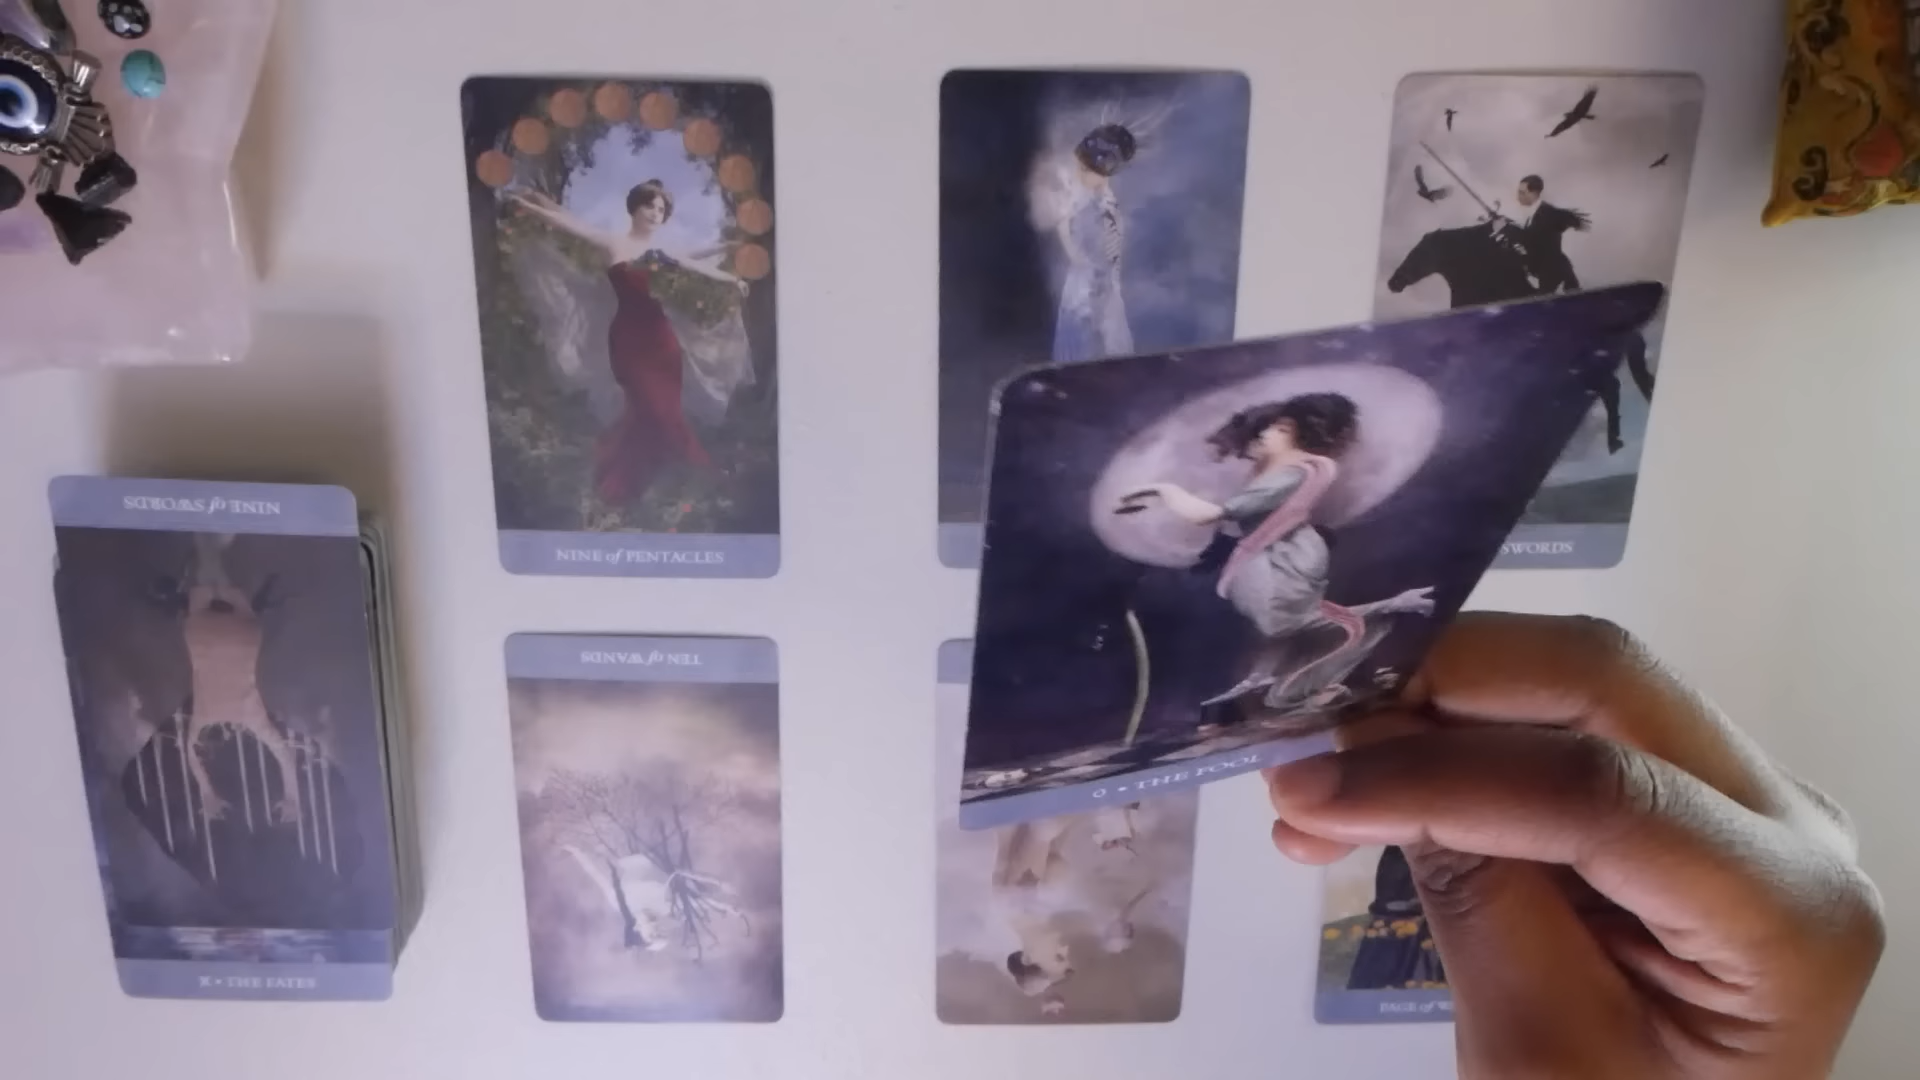 NINE of PENTACLES
SWORDS
NINE of SWORDS
TEN of WANDS
0 • THE FOOL
X • THE FATES
PAGE of